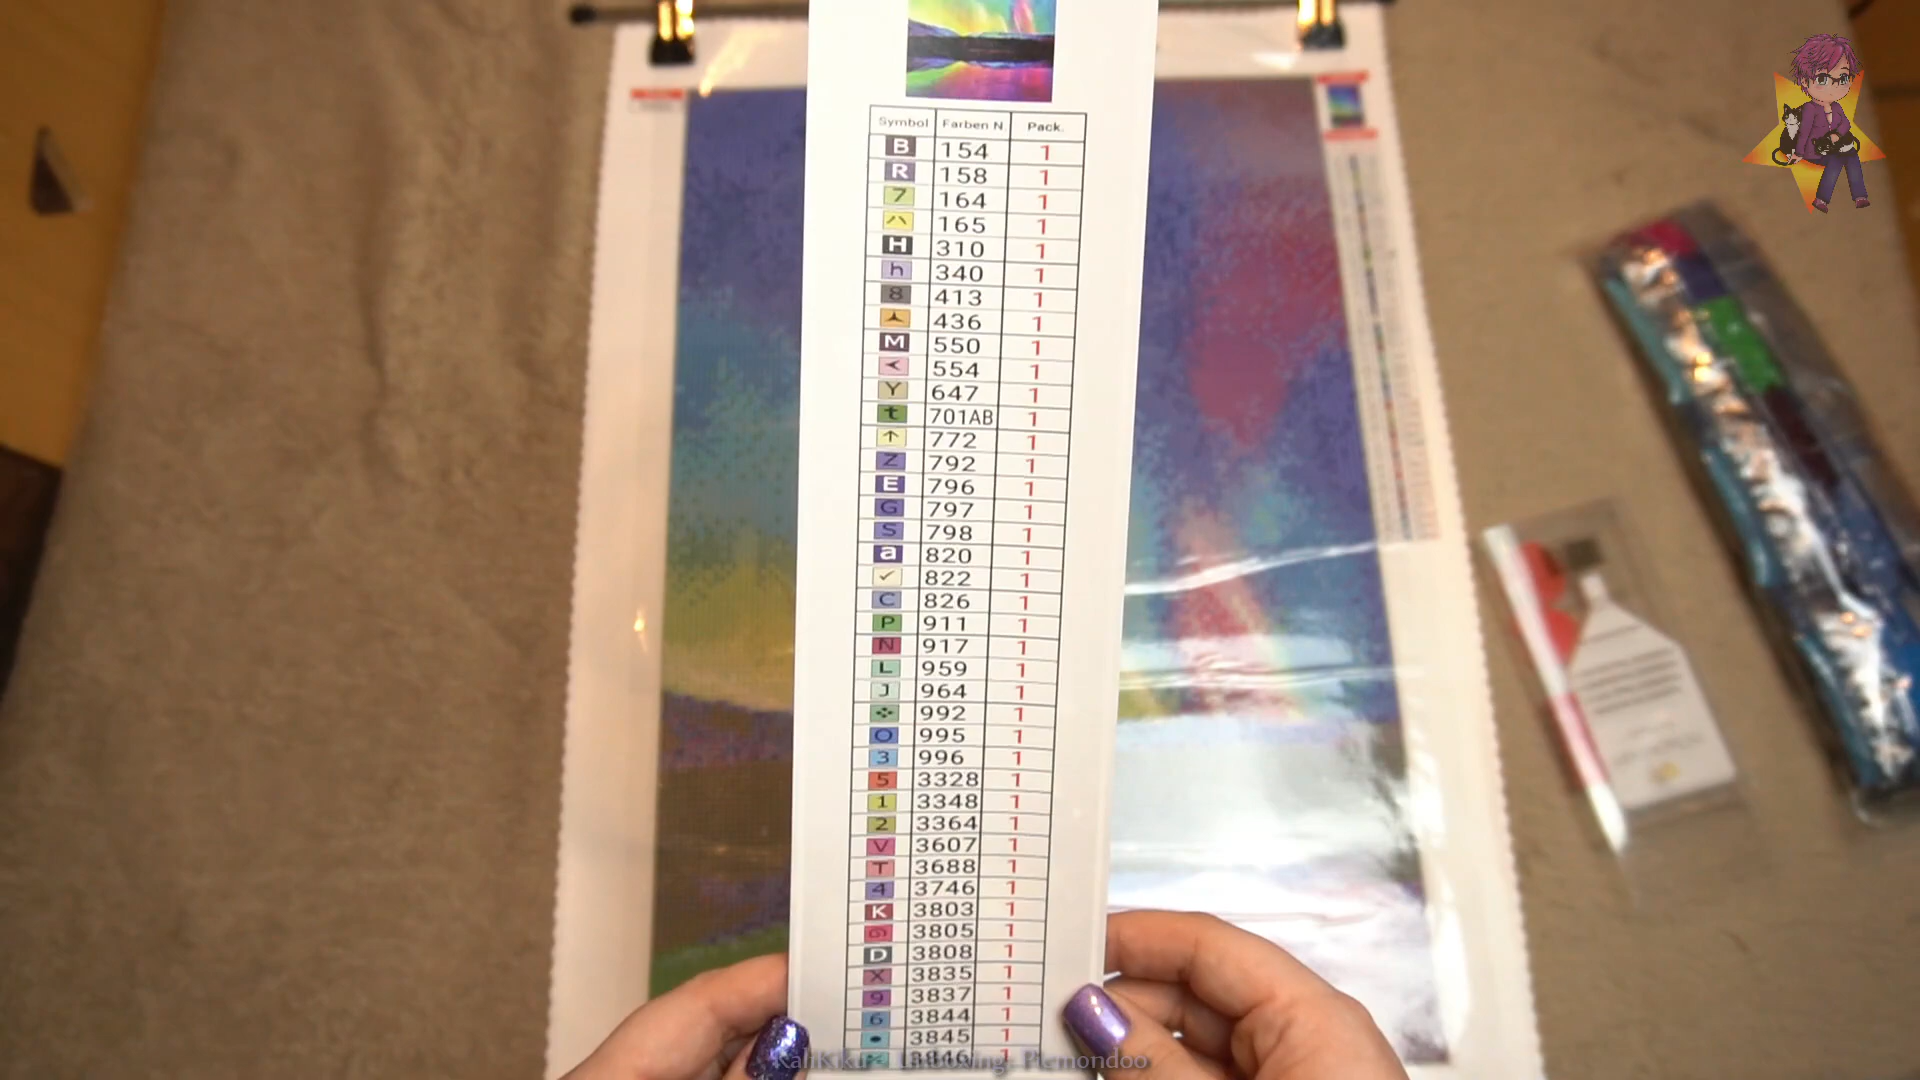 Symbol Farben N. Pack.
B 154 1
R 158 1
7 164 1
ハ 165 1
H 310 1
h 340 1
8 413 1
436 1
M 550 1
554 1
Y 647 1
t 701AB 1
↑ 772 1
Z 792 1
E 796 1
G 797 1
S 798 1
a 820 1
✓ 822 1
C 826 1
P 911 1
N 917 1
L 959 1
J 964 1
992 1
O 995 1
3 996 1
5 3328 1
1 3348 1
2 3364 1
V 3607 1
T 3688 1
4 3746 1
K 3803 1
3805 1
D 3808 1
X 3835 1
9 3837 1
6 3844 1
• 3845 1
3846 1
Unboxing: Picmondoo